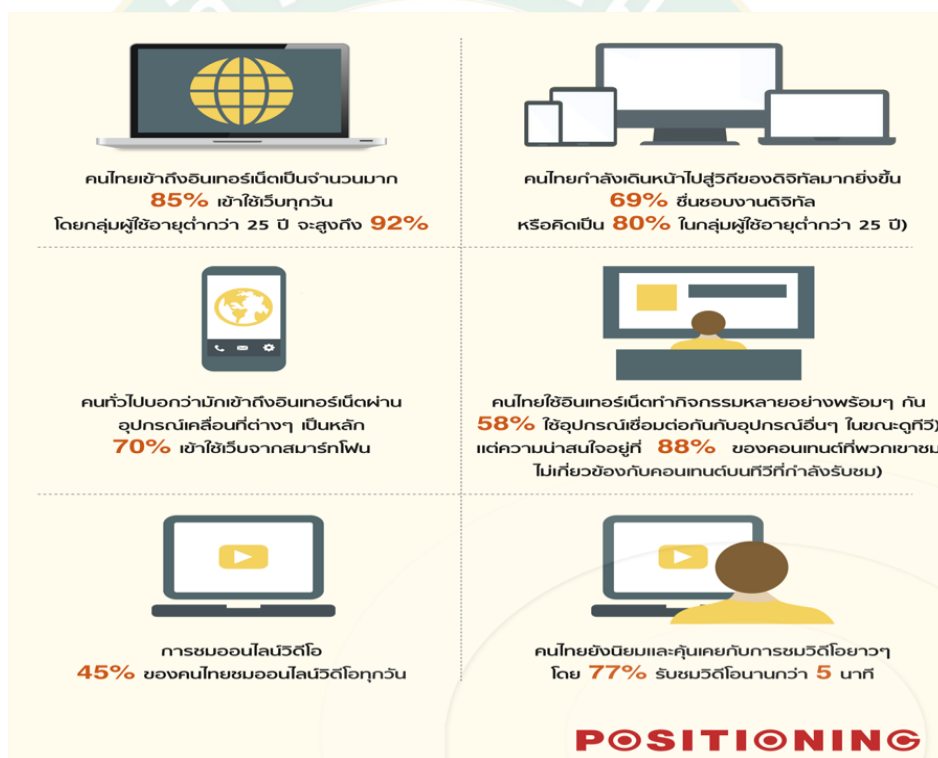 คนไทยเข้าถึงอินเทอร์เน็ตเป็นจำนวนมาก
85% เข้าใช้เว็บทุกวัน
โดยกลุ่มผู้ใช้อายุต่ำกว่า 25 ปี จะสูงถึง 92%
คนไทยกำลังเดินหน้าไปสู่วิถีของดิจิทัลมากยิ่งขึ้น
69% ชื่นชอบงานดิจิทัล
หรือคิดเป็น 80% ในกลุ่มผู้ใช้อายุต่ำกว่า 25 ปี)
คนทั่วไปบอกว่ามักเข้าถึงอินเทอร์เน็ตผ่าน
อุปกรณ์เคลื่อนที่ต่างๆ เป็นหลัก
70% เข้าใช้เว็บจากสมาร์ทโฟน
คนไทยใช้อินเทอร์เน็ตทำกิจกรรมหลายอย่างพร้อมๆ กัน
58% ใช้อุปกรณ์เชื่อมต่อกันกับอุปกรณ์อื่นๆ ในขณะดูทีวี)
แต่ความน่าสนใจอยู่ที่ 88% ของคอนเทนต์ที่พวกเขาชม
ไม่เกี่ยวข้องกับคอนเทนต์บนทีวีที่กำลังรับชม)
การชมออนไลน์วิดีโอ
45% ของคนไทยชมออนไลน์วิดีโอทุกวัน
คนไทยยังนิยมและคุ้นเคยกับการชมวิดีโอยาวๆ
โดย 77% รับชมวิดีโอนานกว่า 5 นาที
POSITIONING